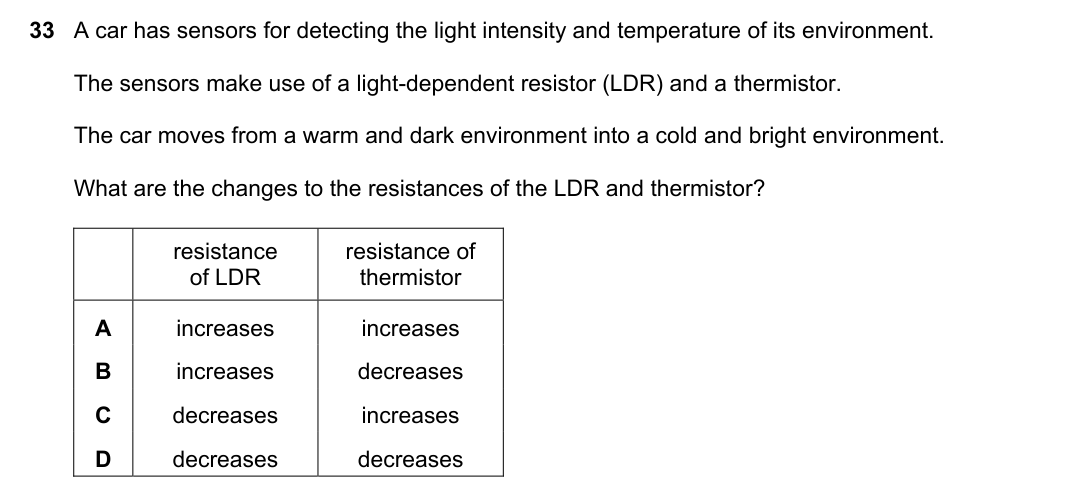 33 A car has sensors for detecting the light intensity and temperature of its environment.
The sensors make use of a light-dependent resistor (LDR) and a thermistor.
The car moves from a warm and dark environment into a cold and bright environment.
What are the changes to the resistances of the LDR and thermistor?
resistance of LDR resistance of thermistor
A increases increases
B increases decreases
C decreases increases
D decreases decreases